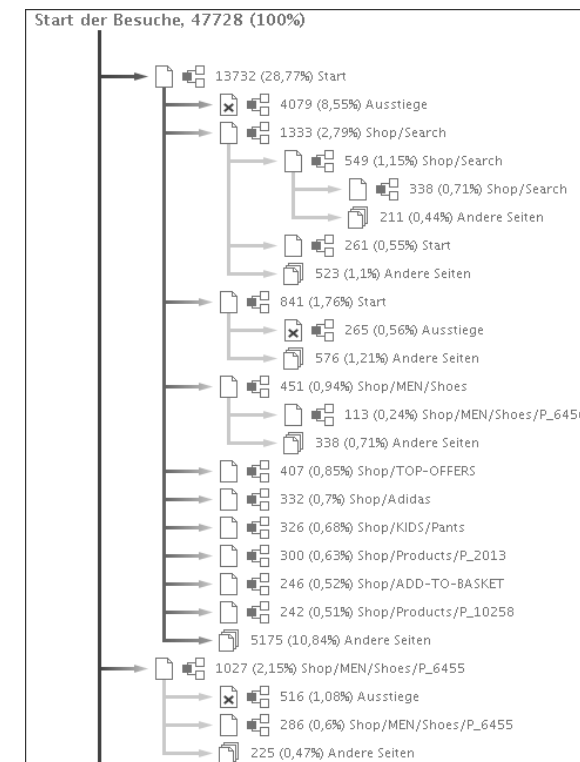 Start der Besuche, 47728 (100%)
13732 (28,77%) Start
4079 (8,55%) Ausstiege
1333 (2,79%) Shop/Search
549 (1,15%) Shop/Search
338 (0,71%) Shop/Search
211 (0,44%) Andere Seiten
261 (0,55%) Start
523 (1,1%) Andere Seiten
841 (1,76%) Start
265 (0,56%) Ausstiege
576 (1,21%) Andere Seiten
451 (0,94%) Shop/MEN/Shoes
113 (0,24%) Shop/MEN/Shoes/P_6456
338 (0,71%) Andere Seiten
407 (0,85%) Shop/TOP-OFFERS
332 (0,7%) Shop/Adidas
326 (0,68%) Shop/KIDS/Pants
300 (0,63%) Shop/Products/P_2013
246 (0,52%) Shop/ADD-TO-BASKET
242 (0,51%) Shop/Products/P_10258
5175 (10,84%) Andere Seiten
1027 (2,15%) Shop/MEN/Shoes/P_6455
516 (1,08%) Ausstiege
286 (0,6%) Shop/MEN/Shoes/P_6455
225 (0,47%) Andere Seiten